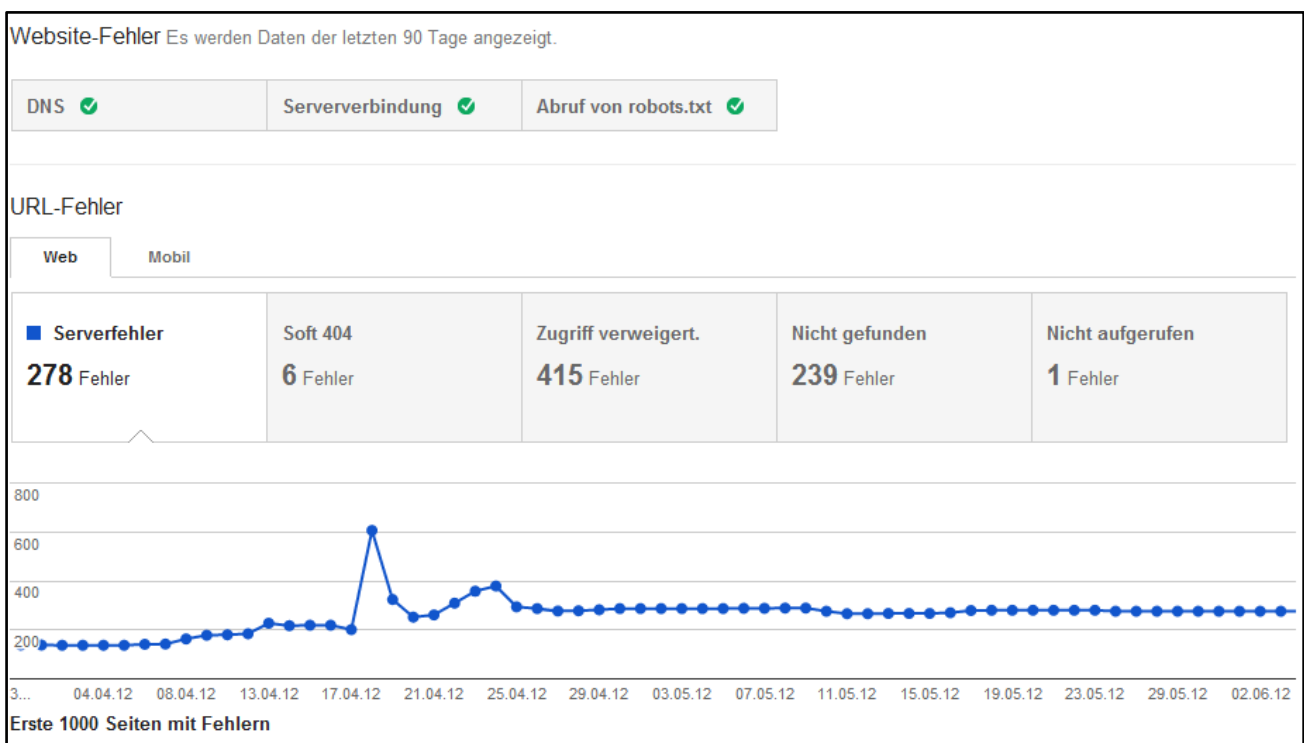 Website-Fehler Es werden Daten der letzten 90 Tage angezeigt.
DNS Serververbindung Abruf von robots.txt
URL-Fehler
Web Mobil
Serverfehler Soft 404 Zugriff verweigert. Nicht gefunden Nicht aufgerufen
278 Fehler 6 Fehler 415 Fehler 239 Fehler 1 Fehler
800
600
400
200
3... 04.04.12 08.04.12 13.04.12 17.04.12 21.04.12 25.04.12 29.04.12 03.05.12 07.05.12 11.05.12 15.05.12 19.05.12 23.05.12 29.05.12 02.06.12
Erste 1000 Seiten mit Fehlern